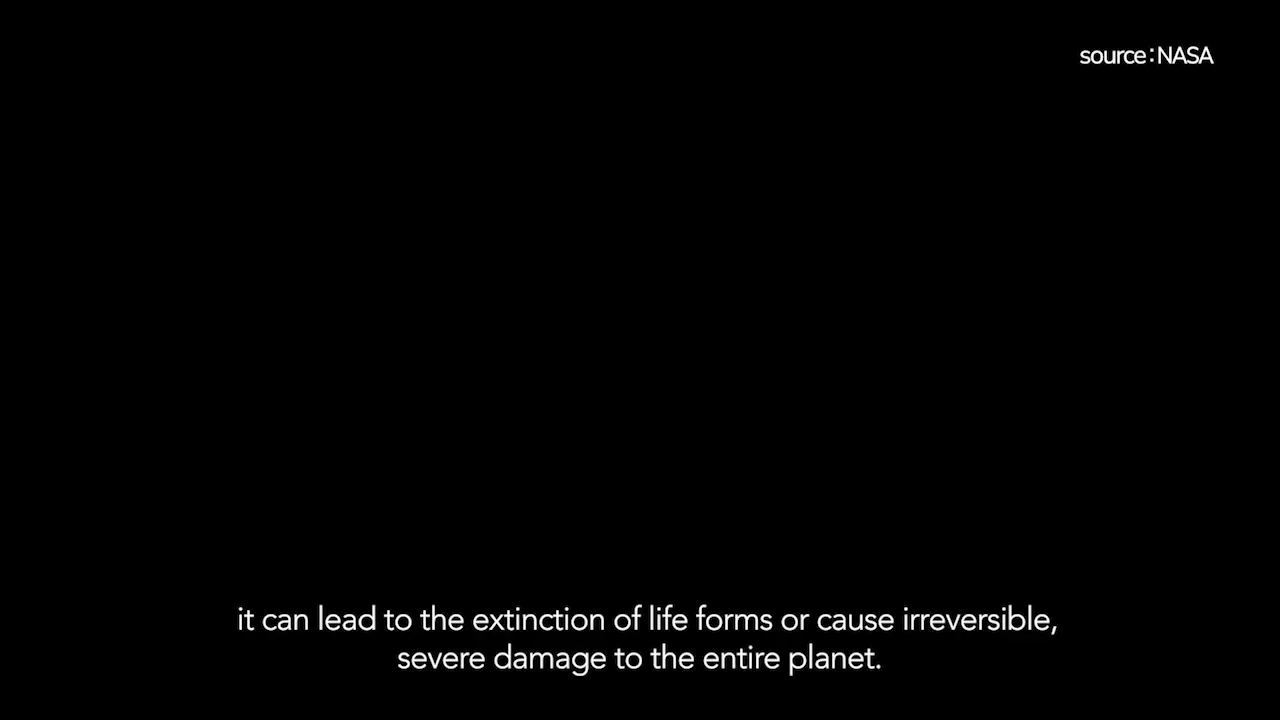 source:NASA
it can lead to the extinction of life forms or cause irreversible,
severe damage to the entire planet.